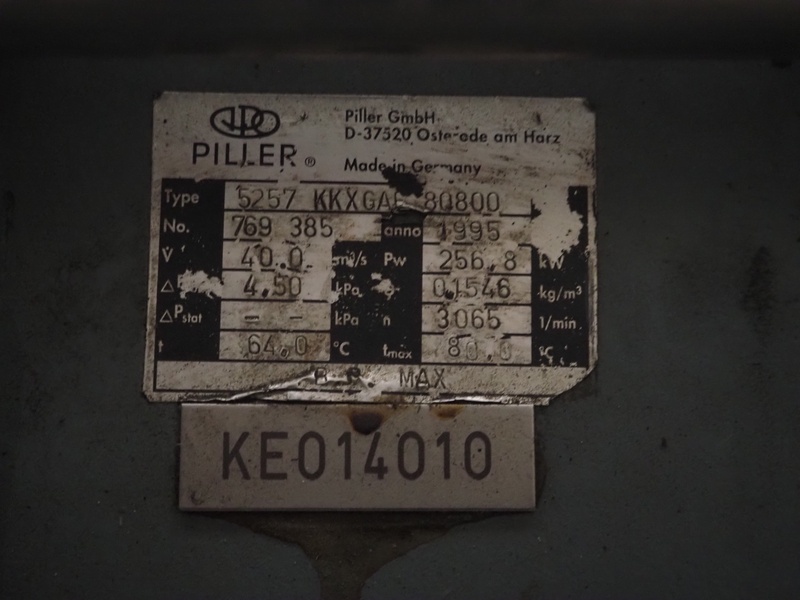 PILLER®
Piller GmbH
D-37520 Osterode am Harz
Made in Germany
Type 5257 KKXGA 80800
No. 769 385 anno 1995
V 40.0 m³/s Pw 256,8 kW
△ 4,50 kPa 0,1546 kg/m³
△Pstat - - kPa n 3065 1/min
t 64,0 °C tmax 80,0 °C
MAX
KE014010